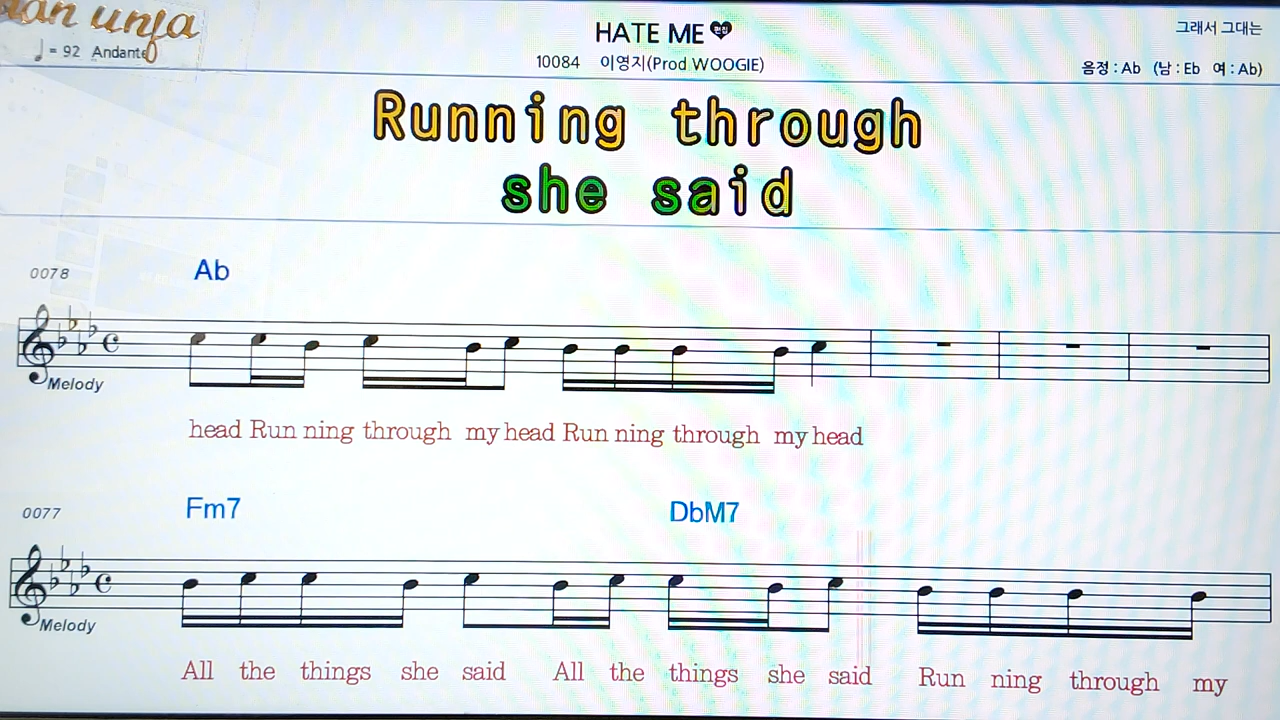 ♩ = 92 Andante
HATE ME
편집
그래서 그대는
10084 이영지(Prod WOOGIE)
음정 : Ab (남 : Eb 여 : Ab)
Running through
she said
0078
Ab
Melody
head Run ning through my head Run ning through my head
0077
Fm7 DbM7
Melody
All the things she said All the things she said Run ning through my